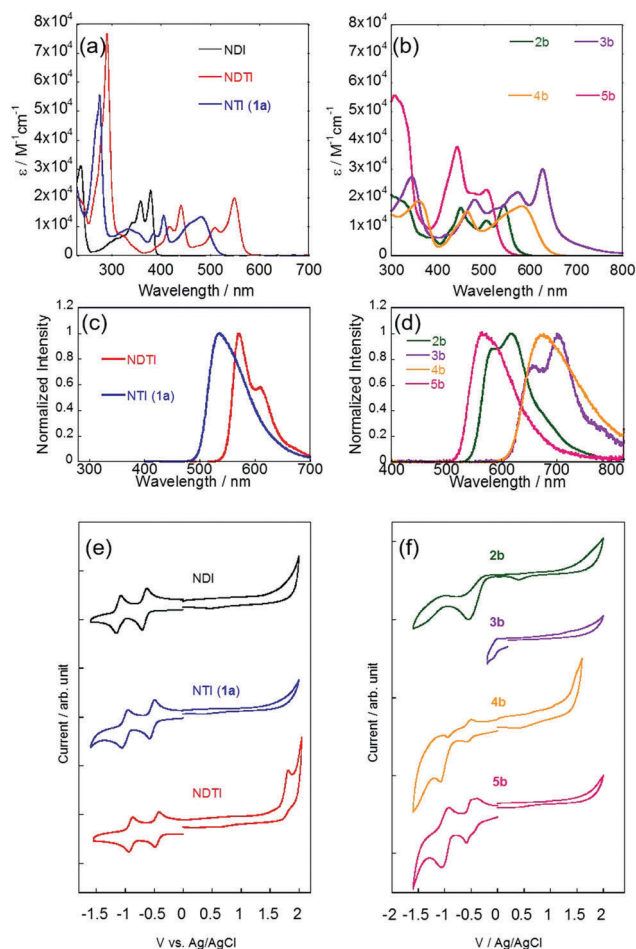 (a)
NDI
NDTI
NTI (1a)
ε / M⁻¹cm⁻¹
8x10⁴
7x10⁴
6x10⁴
5x10⁴
4x10⁴
3x10⁴
2x10⁴
1x10⁴
0
300 400 500 600 700
Wavelength / nm
(b)
2b 3b
4b 5b
ε / M⁻¹cm⁻¹
8x10⁴
7x10⁴
6x10⁴
5x10⁴
4x10⁴
3x10⁴
2x10⁴
1x10⁴
0
300 400 500 600 700 800
Wavelength / nm
(c)
NDTI
NTI (1a)
Normalized Intensity
1.2
1
0.8
0.6
0.4
0.2
0
300 400 500 600 700
Wavelength / nm
(d)
2b
3b
4b
5b
Normalized Intensity
1.2
1
0.8
0.6
0.4
0.2
0
400 500 600 700 800
Wavelength / nm
(e)
NDI
NTI (1a)
NDTI
Current / arb. unit
-1.5 -1 -0.5 0 0.5 1 1.5 2
V vs. Ag/AgCl
(f)
2b
3b
4b
5b
Current / arb. unit
-2 -1.5 -1 -0.5 0 0.5 1 1.5 2
V / Ag/AgCl